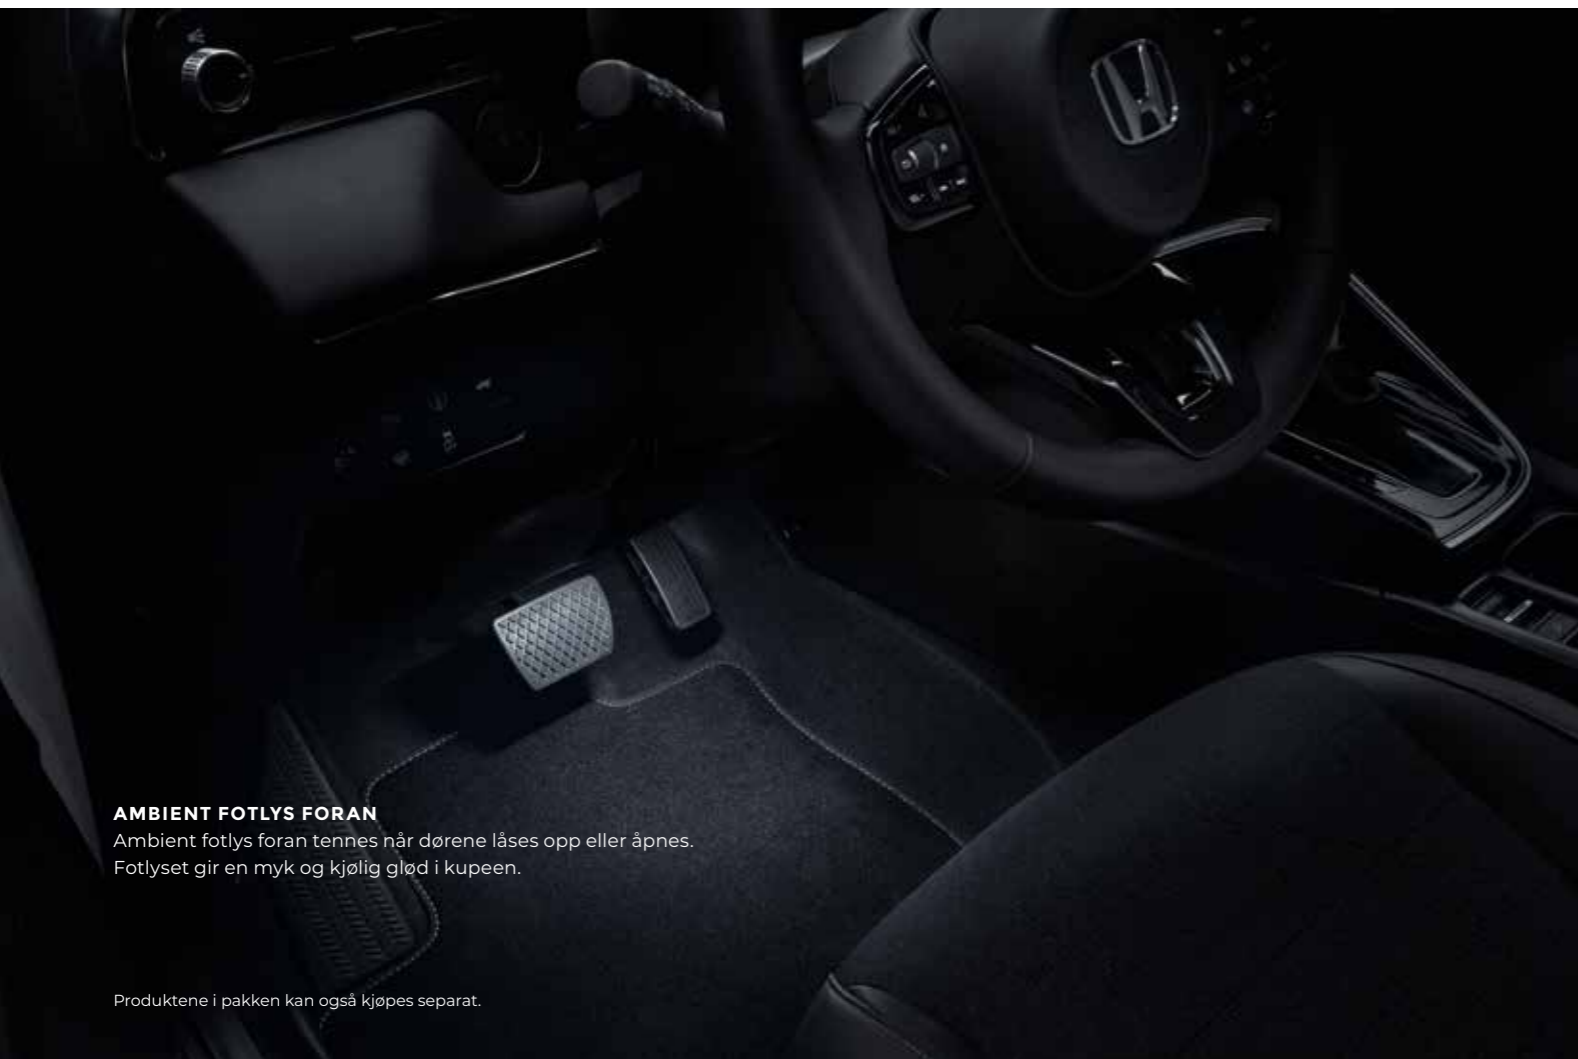 AMBIENT FOTLYS FORAN
Ambient fotlys foran tennes når dørene låses opp eller åpnes.
Fotlyset gir en myk og kjølig glød i kupeen.
Produktene i pakken kan også kjøpes separat.